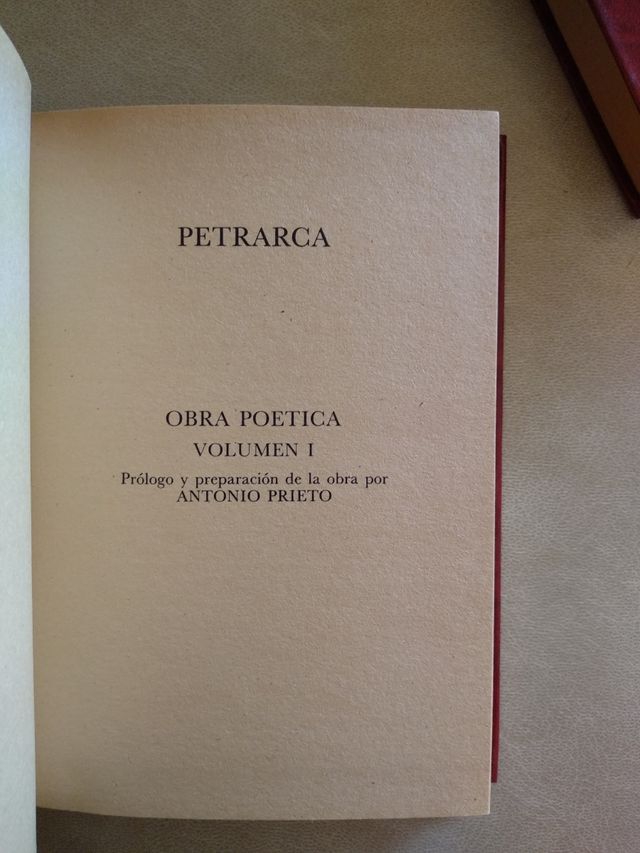 PETRARCA
OBRA POETICA
VOLUMEN I
Prólogo y preparación de la obra por
ANTONIO PRIETO